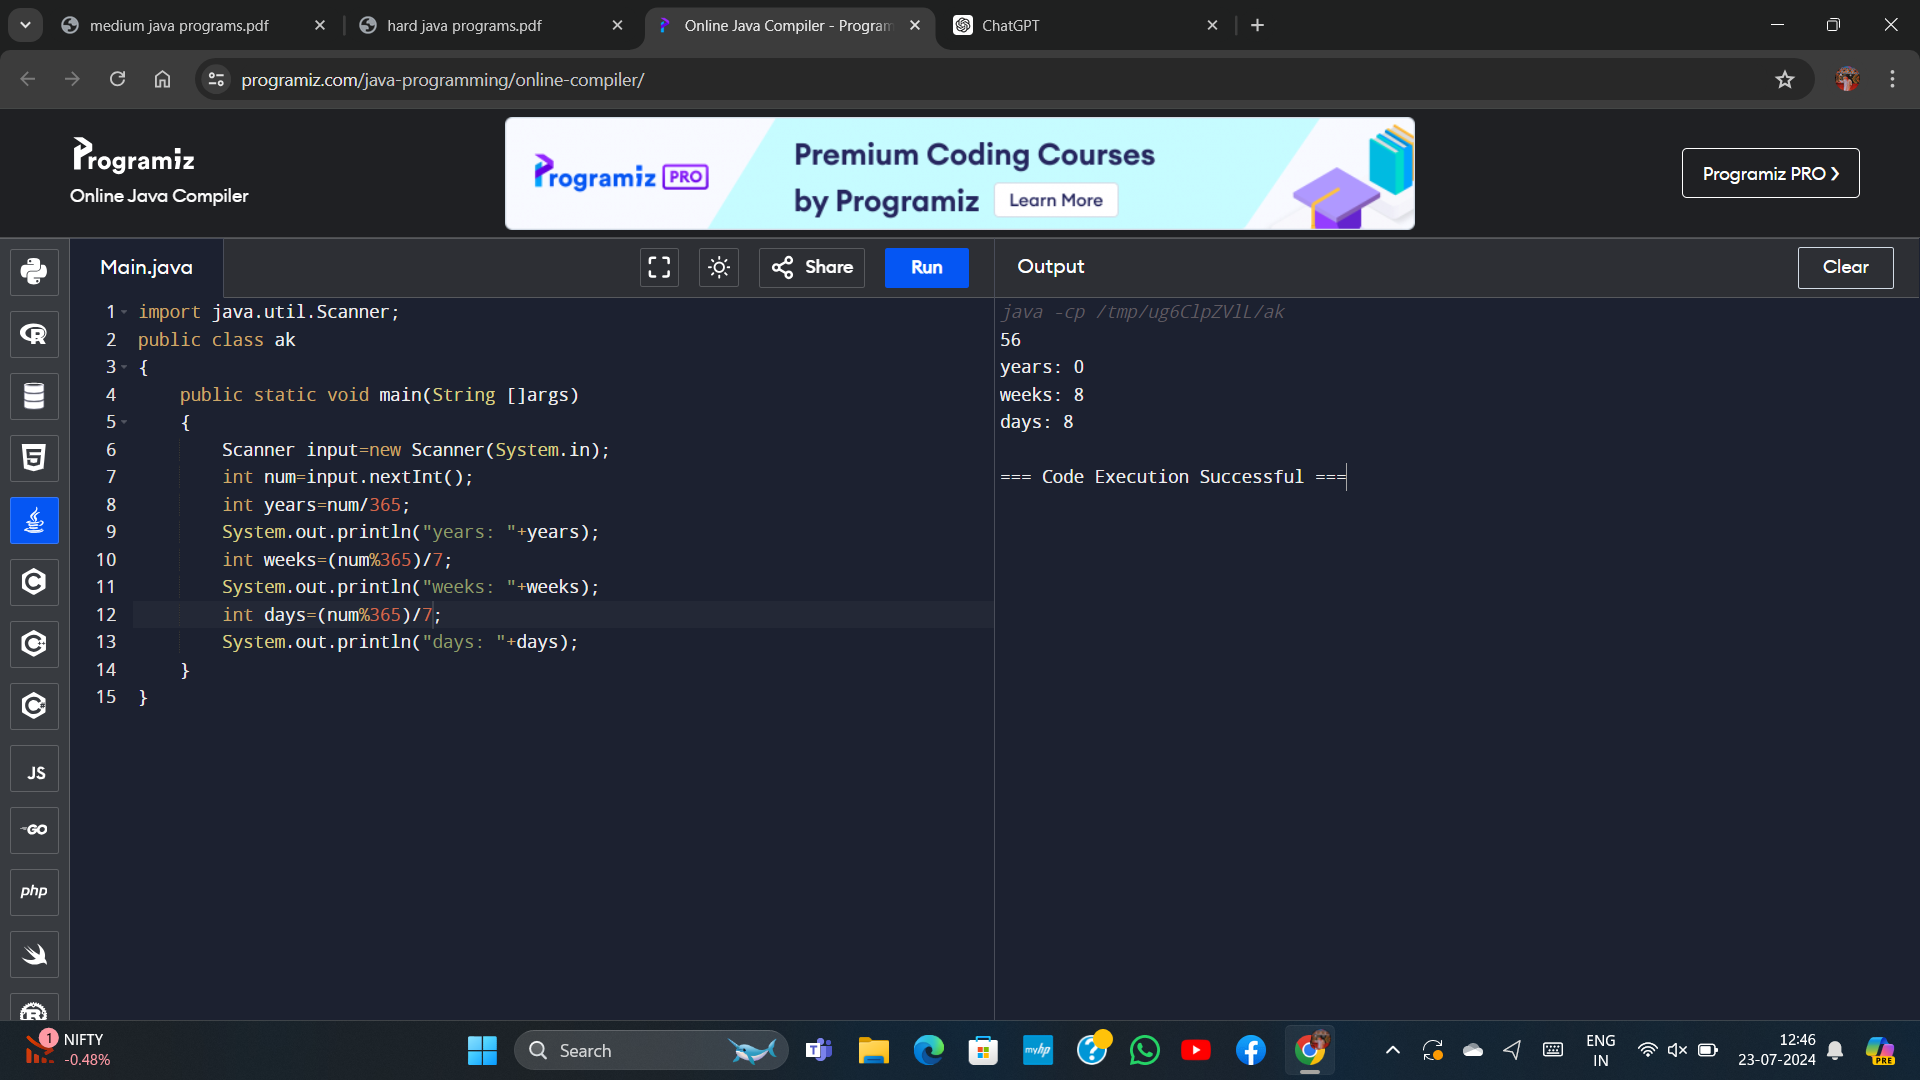 medium java programs.pdf
hard java programs.pdf
Online Java Compiler - Program
ChatGPT
programiz.com/java-programming/online-compiler/
Programiz
Online Java Compiler
Programiz PRO
Premium Coding Courses
by Programiz
Learn More
Programiz PRO ›
Main.java
Share
Run
Output
Clear
1 import java.util.Scanner;
2 public class ak
3 {
4 public static void main(String []args)
5 {
6 Scanner input=new Scanner(System.in);
7 int num=input.nextInt();
8 int years=num/365;
9 System.out.println("years: "+years);
10 int weeks=(num%365)/7;
11 System.out.println("weeks: "+weeks);
12 int days=(num%365)/7;
13 System.out.println("days: "+days);
14 }
15 }
java -cp /tmp/ug6ClpZVlL/ak
56
years: 0
weeks: 8
days: 8
=== Code Execution Successful ===
R
5
C
C
C
JS
GO
php
R
1
NIFTY
-0.48%
Search
T
myhp
?
ENG
IN
12:46
23-07-2024
PRE